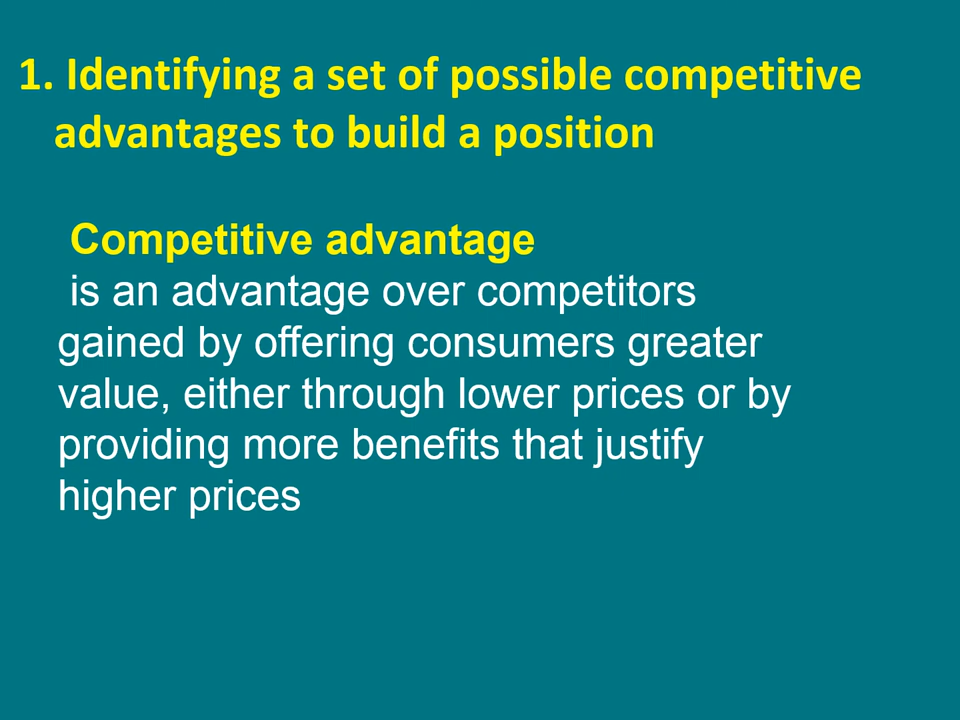 1. Identifying a set of possible competitive
advantages to build a position
Competitive advantage
is an advantage over competitors
gained by offering consumers greater
value, either through lower prices or by
providing more benefits that justify
higher prices